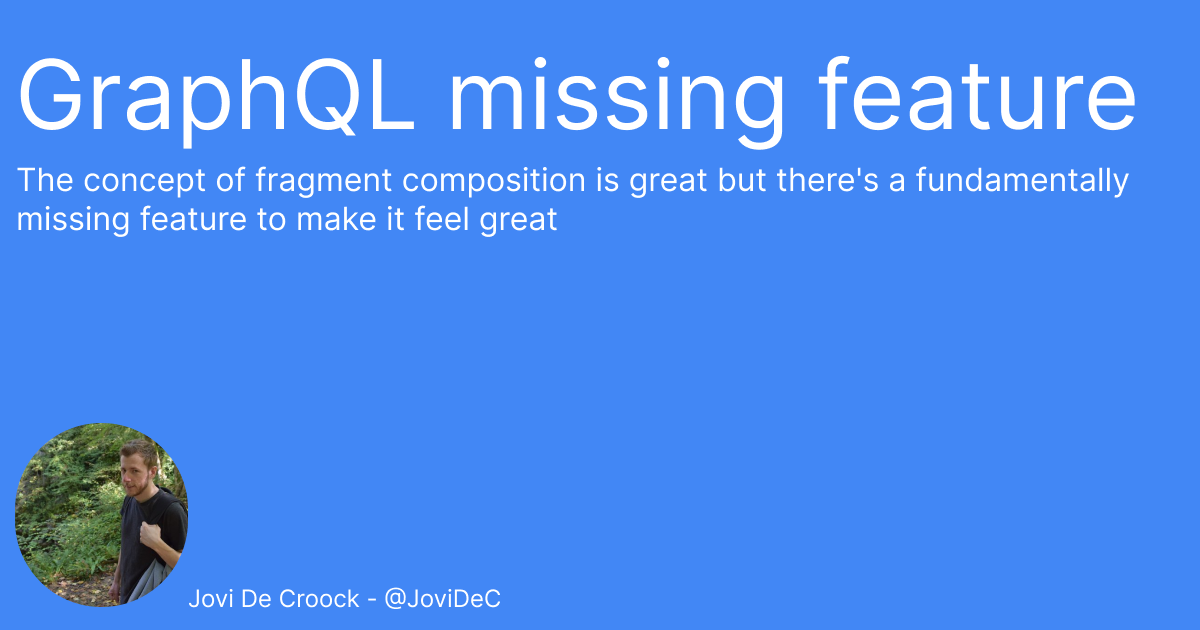 GraphQL missing feature
The concept of fragment composition is great but there's a fundamentally
missing feature to make it feel great
Jovi De Croock - @JoviDeC